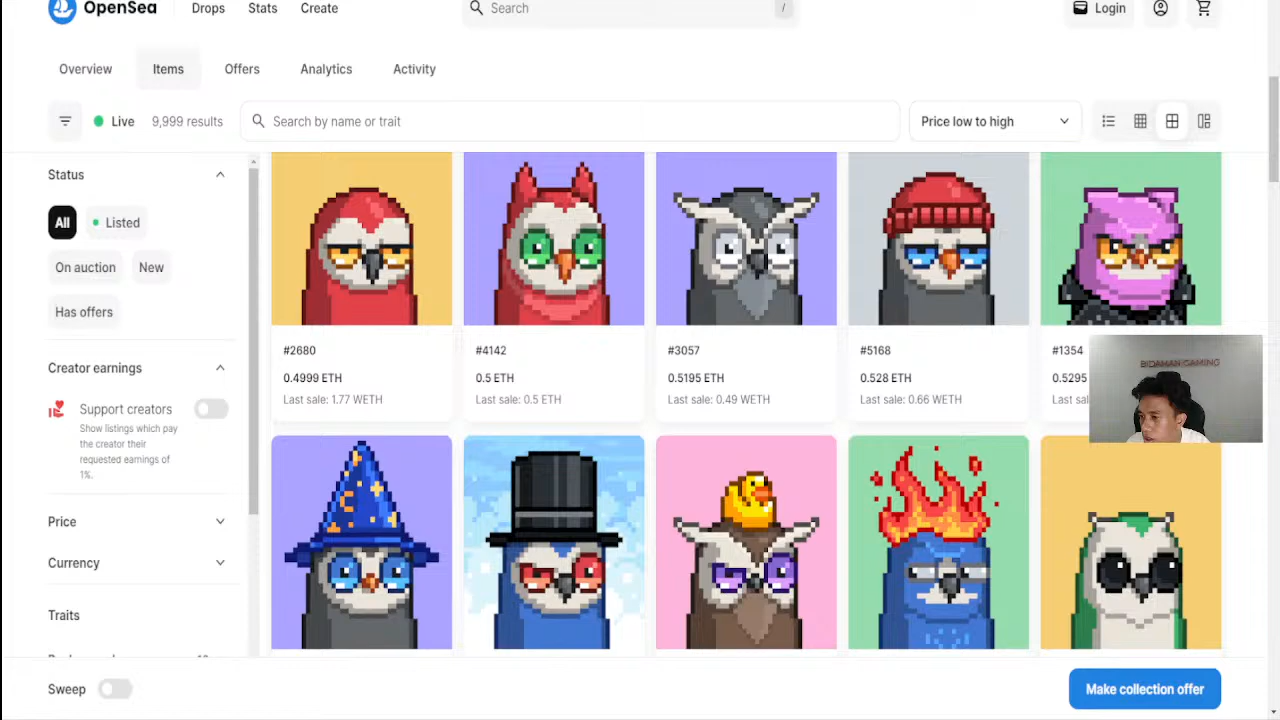 OpenSea
Drops
Stats
Create
Search
/
Login
Overview
Items
Offers
Analytics
Activity
Live
9,999 results
Search by name or trait
Price low to high
Status
All
Listed
On auction
New
Has offers
Creator earnings
Support creators
Show listings which pay
the creator their
requested earnings of
1%.
Price
Currency
Traits
#2680
0.4999 ETH
Last sale: 1.77 WETH
#4142
0.5 ETH
Last sale: 0.5 ETH
#3057
0.5195 ETH
Last sale: 0.49 WETH
#5168
0.528 ETH
Last sale: 0.66 WETH
#1354
0.5295
Last
BIDAMAN GAMING
Sweep
Make collection offer